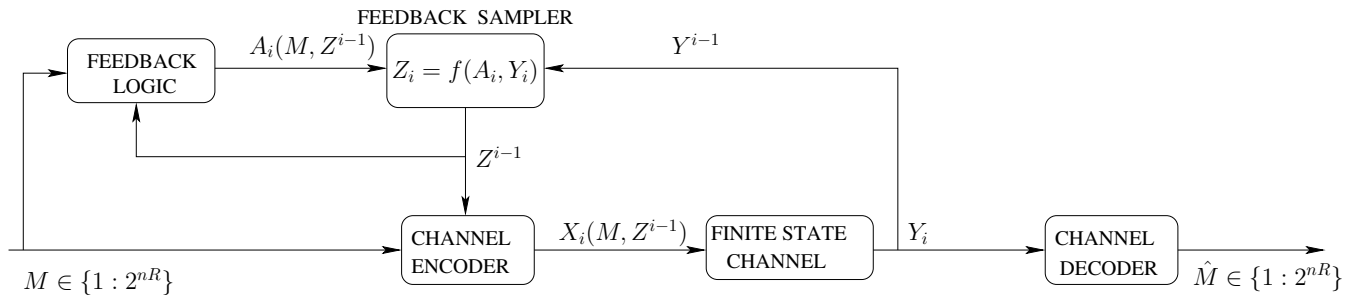 FEEDBACK SAMPLER
FEEDBACK
LOGIC
A_i(M, Z^{i-1})
Z_i = f(A_i, Y_i)
Y^{i-1}
Z^{i-1}
CHANNEL
ENCODER
X_i(M, Z^{i-1})
FINITE STATE
CHANNEL
Y_i
CHANNEL
DECODER
M ∈ {1 : 2^{nR}}
\hat{M} ∈ {1 : 2^{nR}}